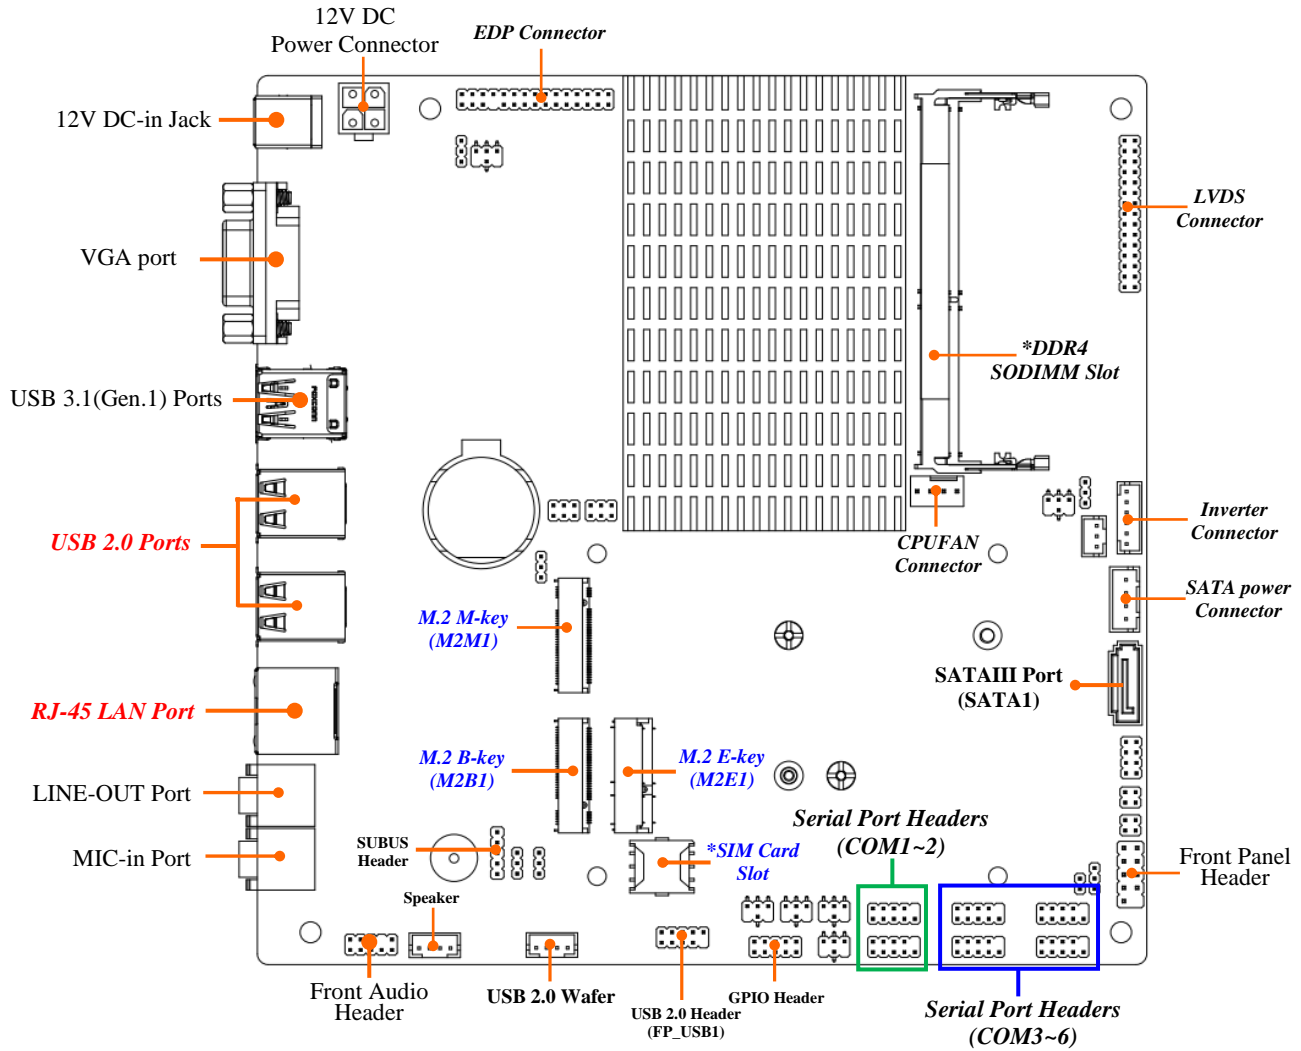 12V DC
Power Connector
EDP Connector
12V DC-in Jack
LVDS
Connector
VGA port
*DDR4
SODIMM Slot
USB 3.1(Gen.1) Ports
FOXCONN
Inverter
Connector
USB 2.0 Ports
CPUFAN
Connector
SATA power
Connector
M.2 M-key
(M2M1)
SATAIII Port
(SATA1)
RJ-45 LAN Port
M.2 B-key
(M2B1)
M.2 E-key
(M2E1)
LINE-OUT Port
Serial Port Headers
(COM1~2)
SUBUS
Header
*SIM Card
Slot
MIC-in Port
Front Panel
Header
Speaker
Front Audio
Header
USB 2.0 Wafer
USB 2.0 Header
(FP_USB1)
GPIO Header
Serial Port Headers
(COM3~6)